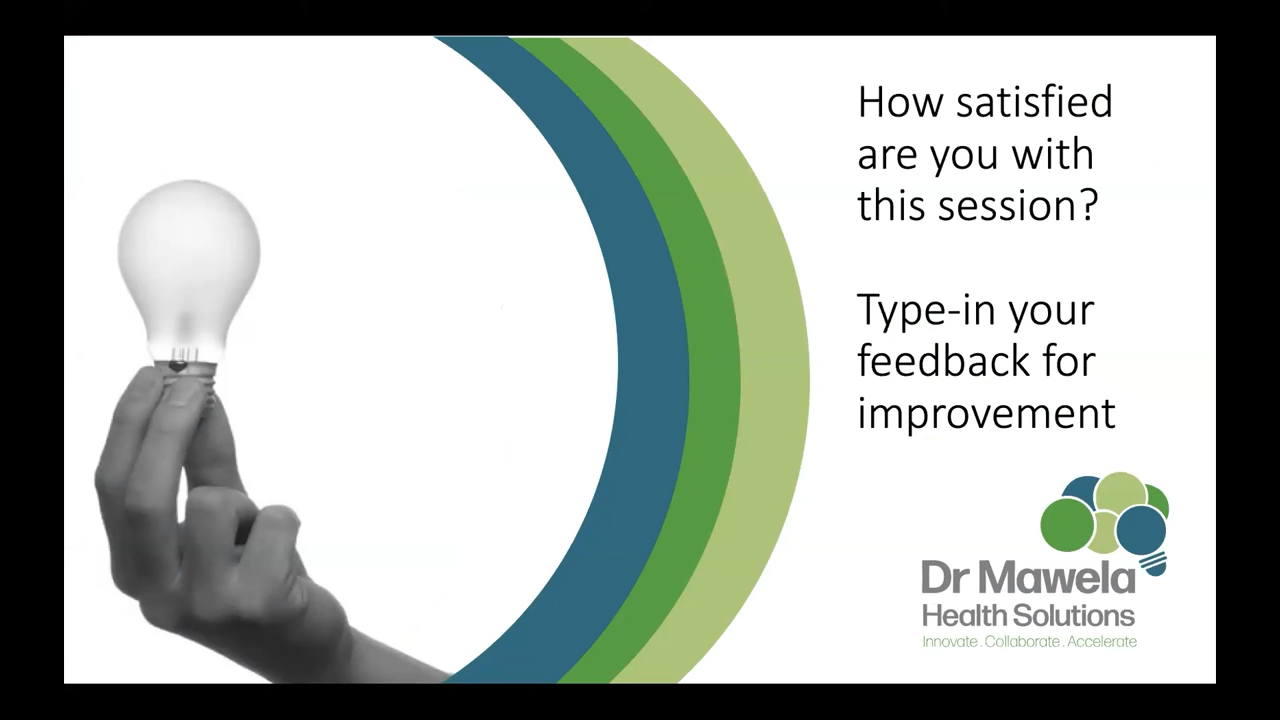 How satisfied
are you with
this session?
Type-in your
feedback for
improvement
Dr Mawela
Health Solutions
Innovate . Collaborate . Accelerate